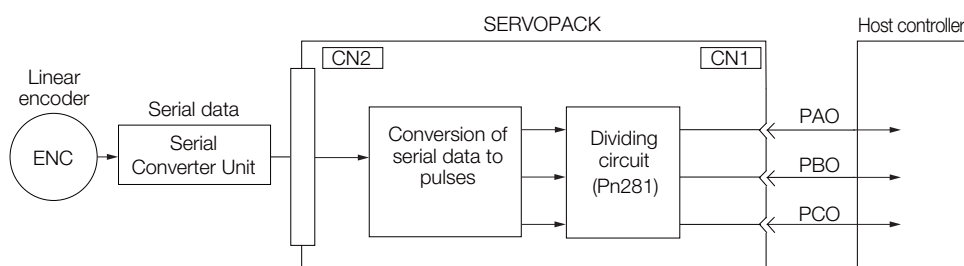 SERVOPACK
Host controller
CN2
CN1
Linear
encoder
Serial data
ENC
Serial
Converter Unit
Conversion of
serial data to
pulses
Dividing
circuit
(Pn281)
PAO
PBO
PCO